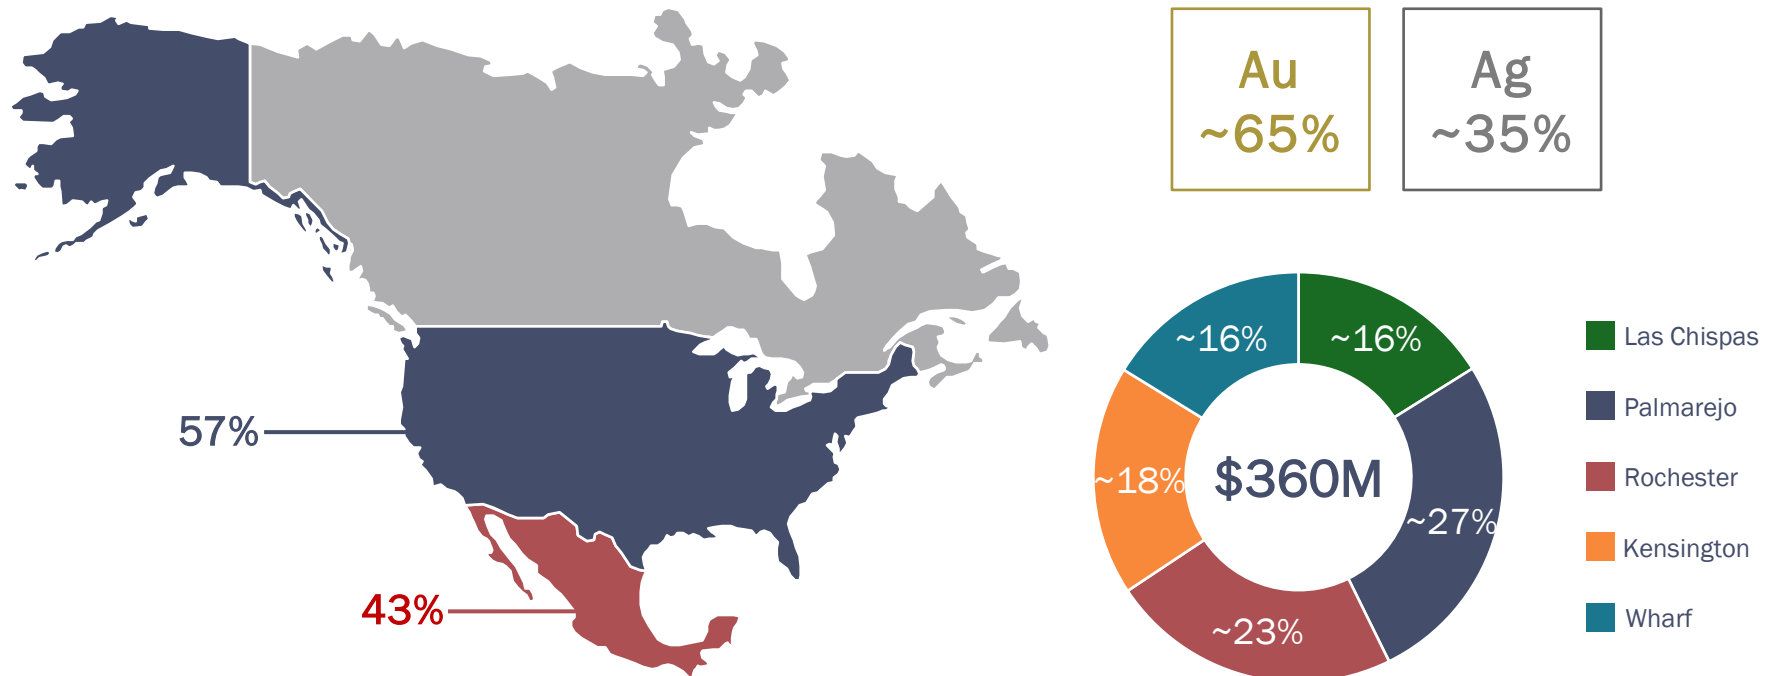 Au
~65%
Ag
~35%
57%
43%
~16%
~16%
~18%
~27%
~23%
$360M
Las Chispas
Palmarejo
Rochester
Kensington
Wharf